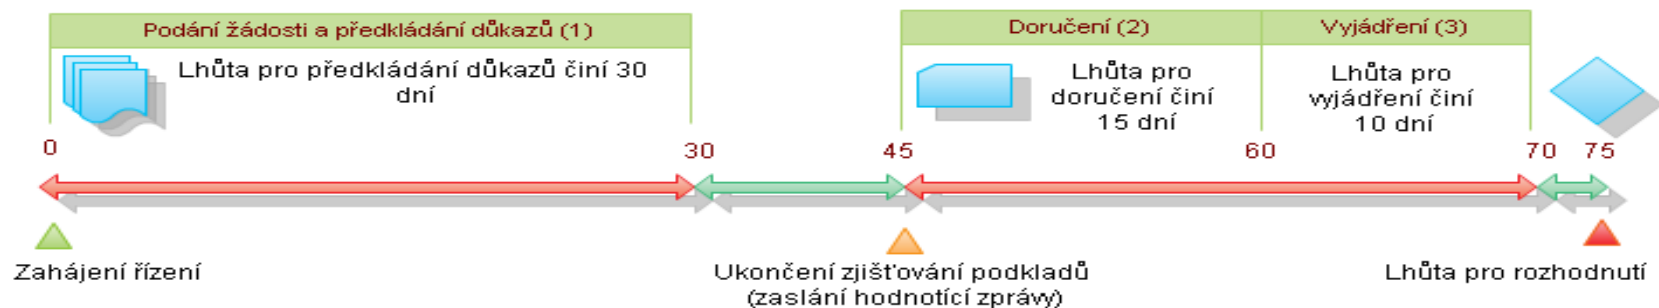 Podání žádosti a předkládání důkazů (1)
Doručení (2)
Vyjádření (3)
Lhůta pro předkládání důkazů činí 30
dní
Lhůta pro
doručení činí
15 dní
Lhůta pro
vyjádření činí
10 dní
0
30
45
60
70
75
Zahájení řízení
Ukončení zjišťování podkladů
(zaslání hodnotící zprávy)
Lhůta pro rozhodnutí